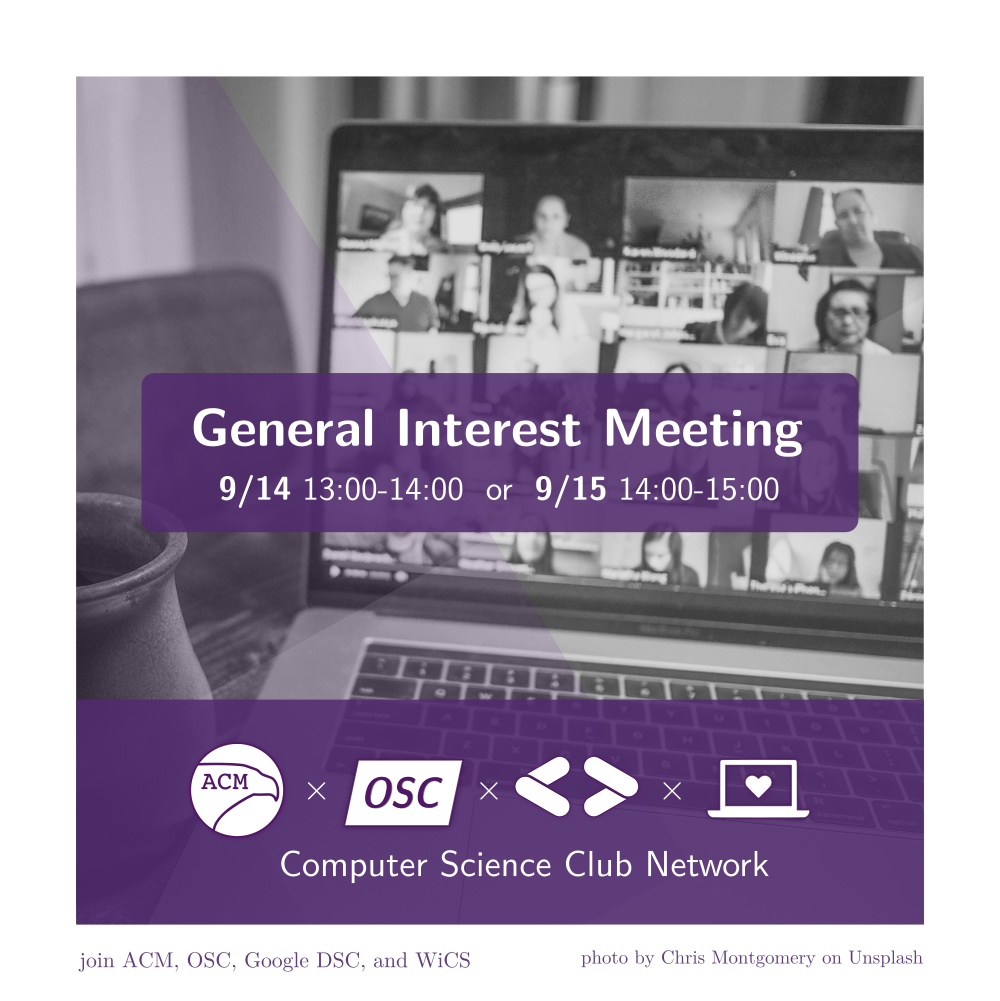 General Interest Meeting
9/14 13:00-14:00 or 9/15 14:00-15:00
ACM × OSC × ×
Computer Science Club Network
join ACM, OSC, Google DSC, and WiCS
photo by Chris Montgomery on Unsplash